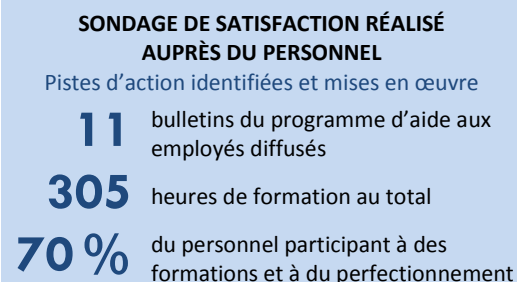 SONDAGE DE SATISFACTION RÉALISÉ
AUPRÈS DU PERSONNEL
Pistes d’action identifiées et mises en œuvre
11 bulletins du programme d’aide aux
employés diffusés
305 heures de formation au total
70 % du personnel participant à des
formations et à du perfectionnement